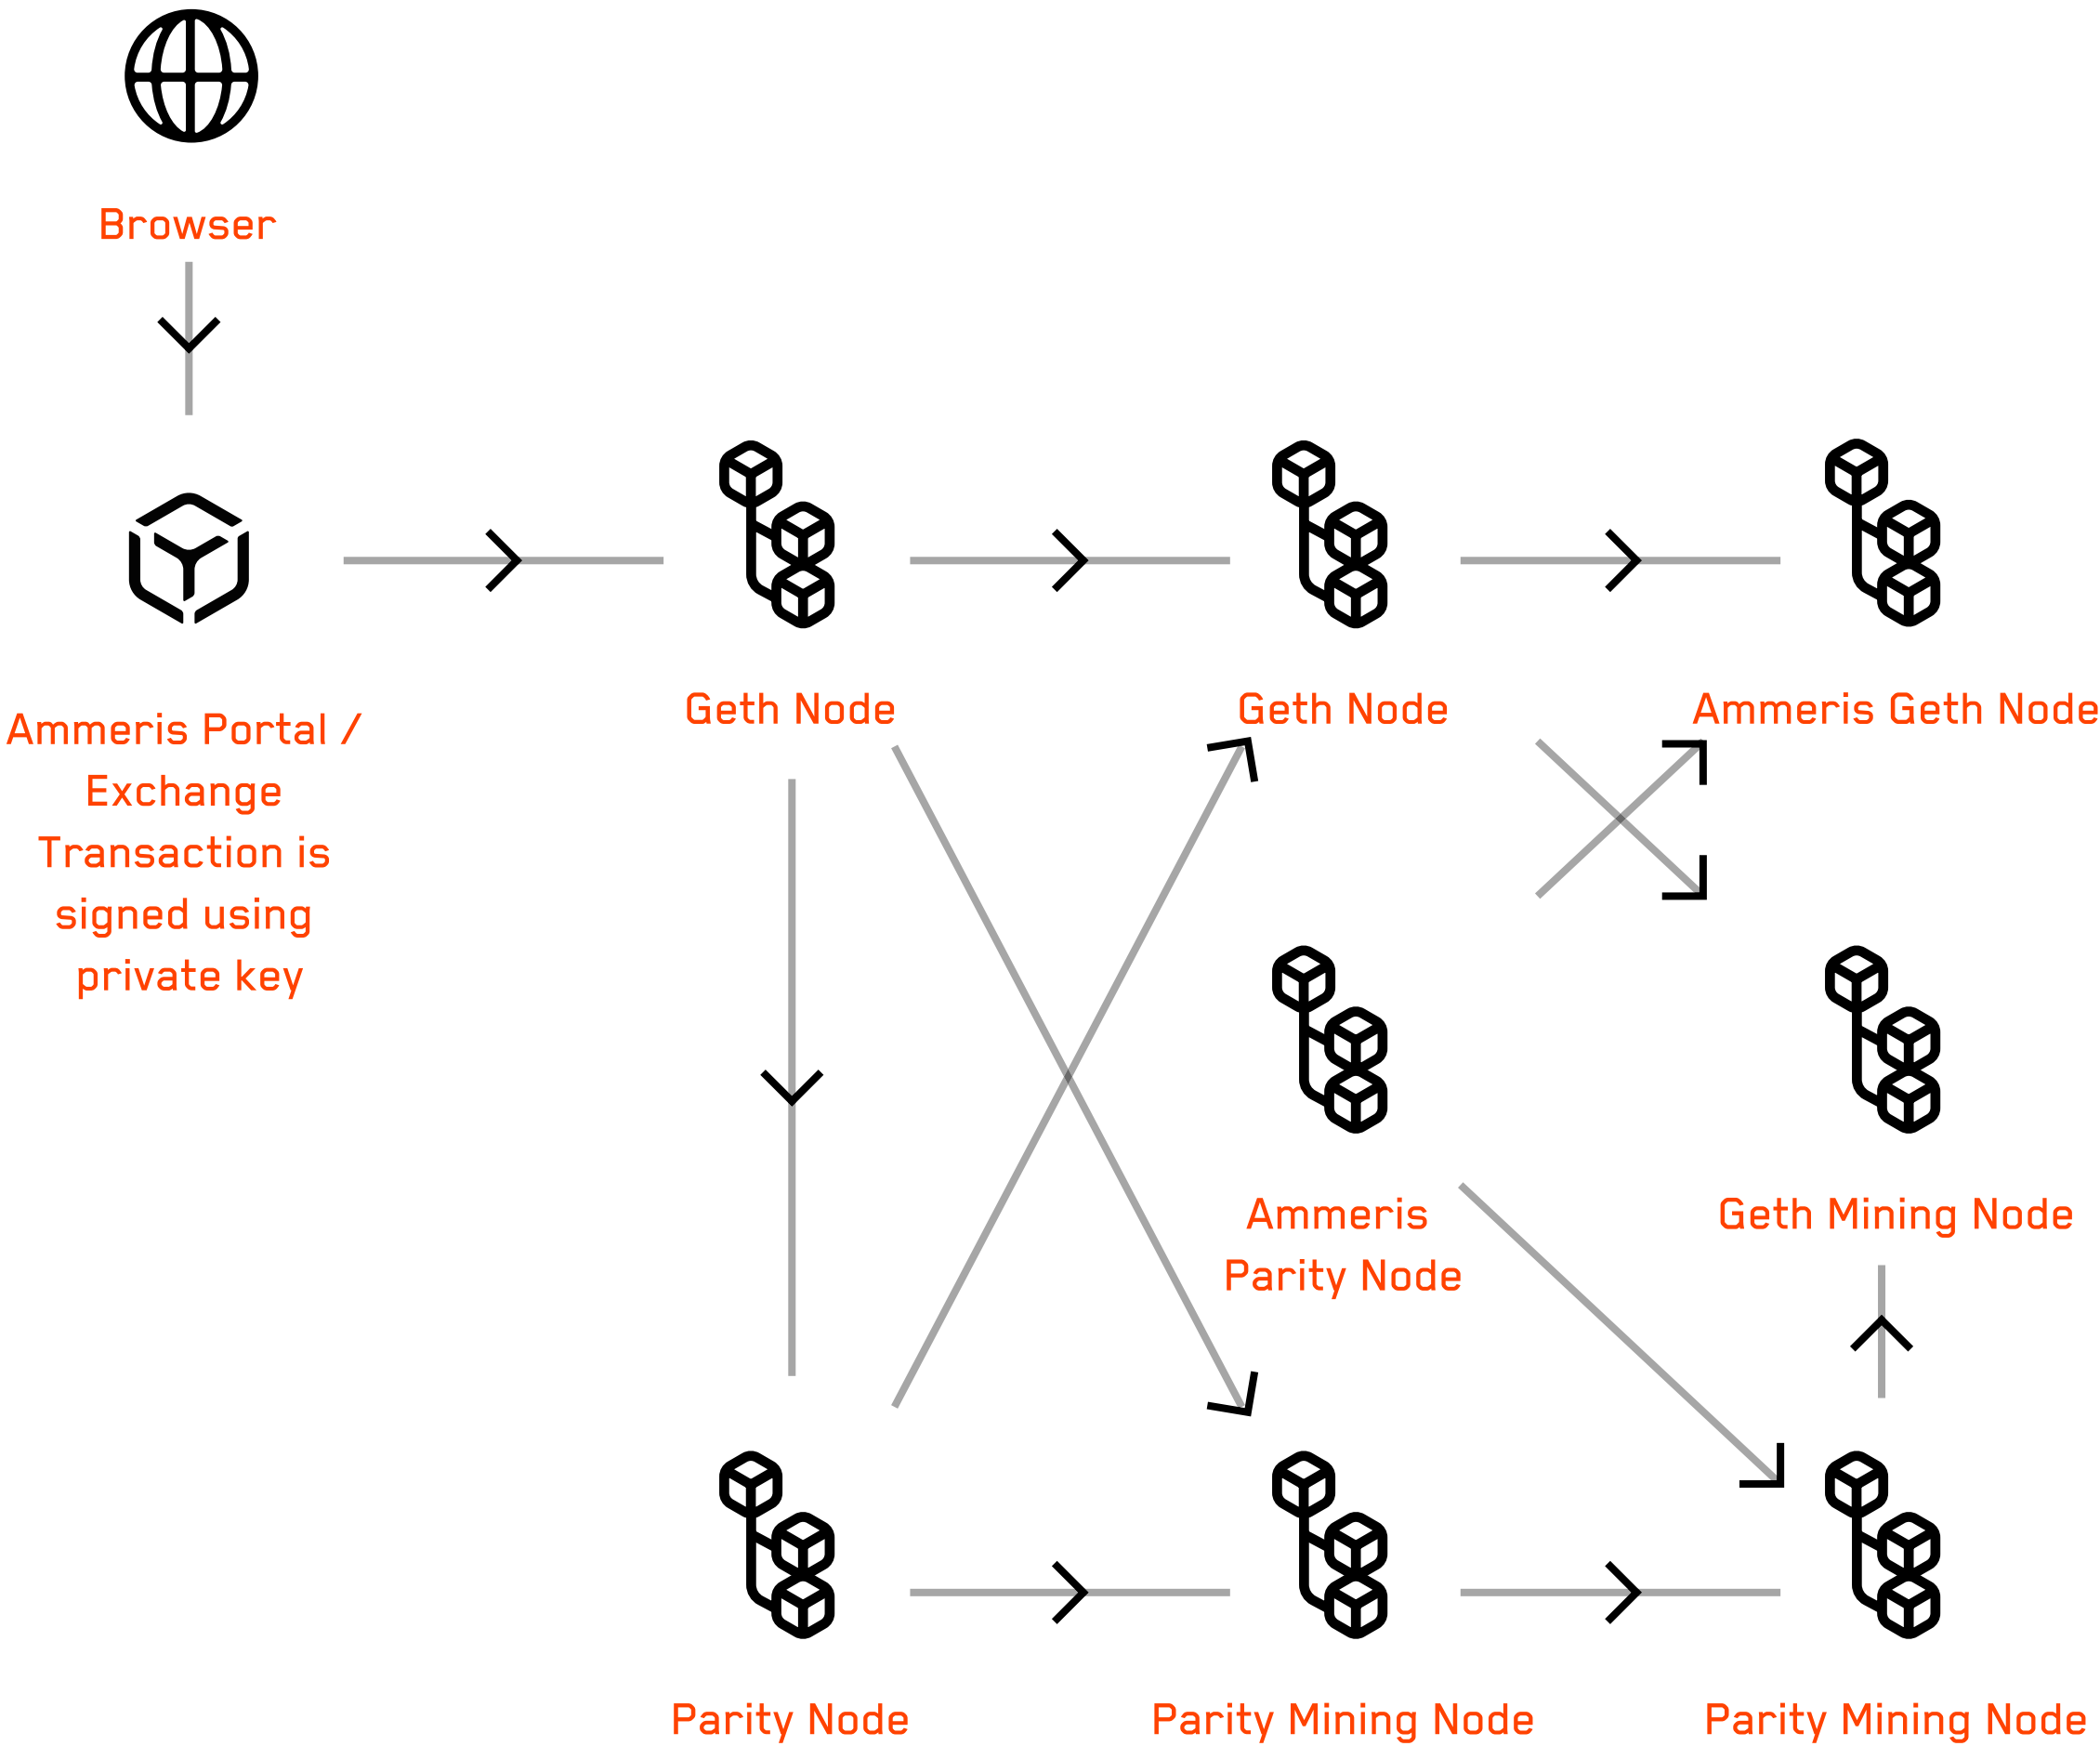 Browser
Ammeris Portal /
Exchange
Transaction is
signed using
private key
Geth Node
Geth Node
Ammeris Geth Node
Ammeris
Parity Node
Geth Mining Node
Parity Node
Parity Mining Node
Parity Mining Node